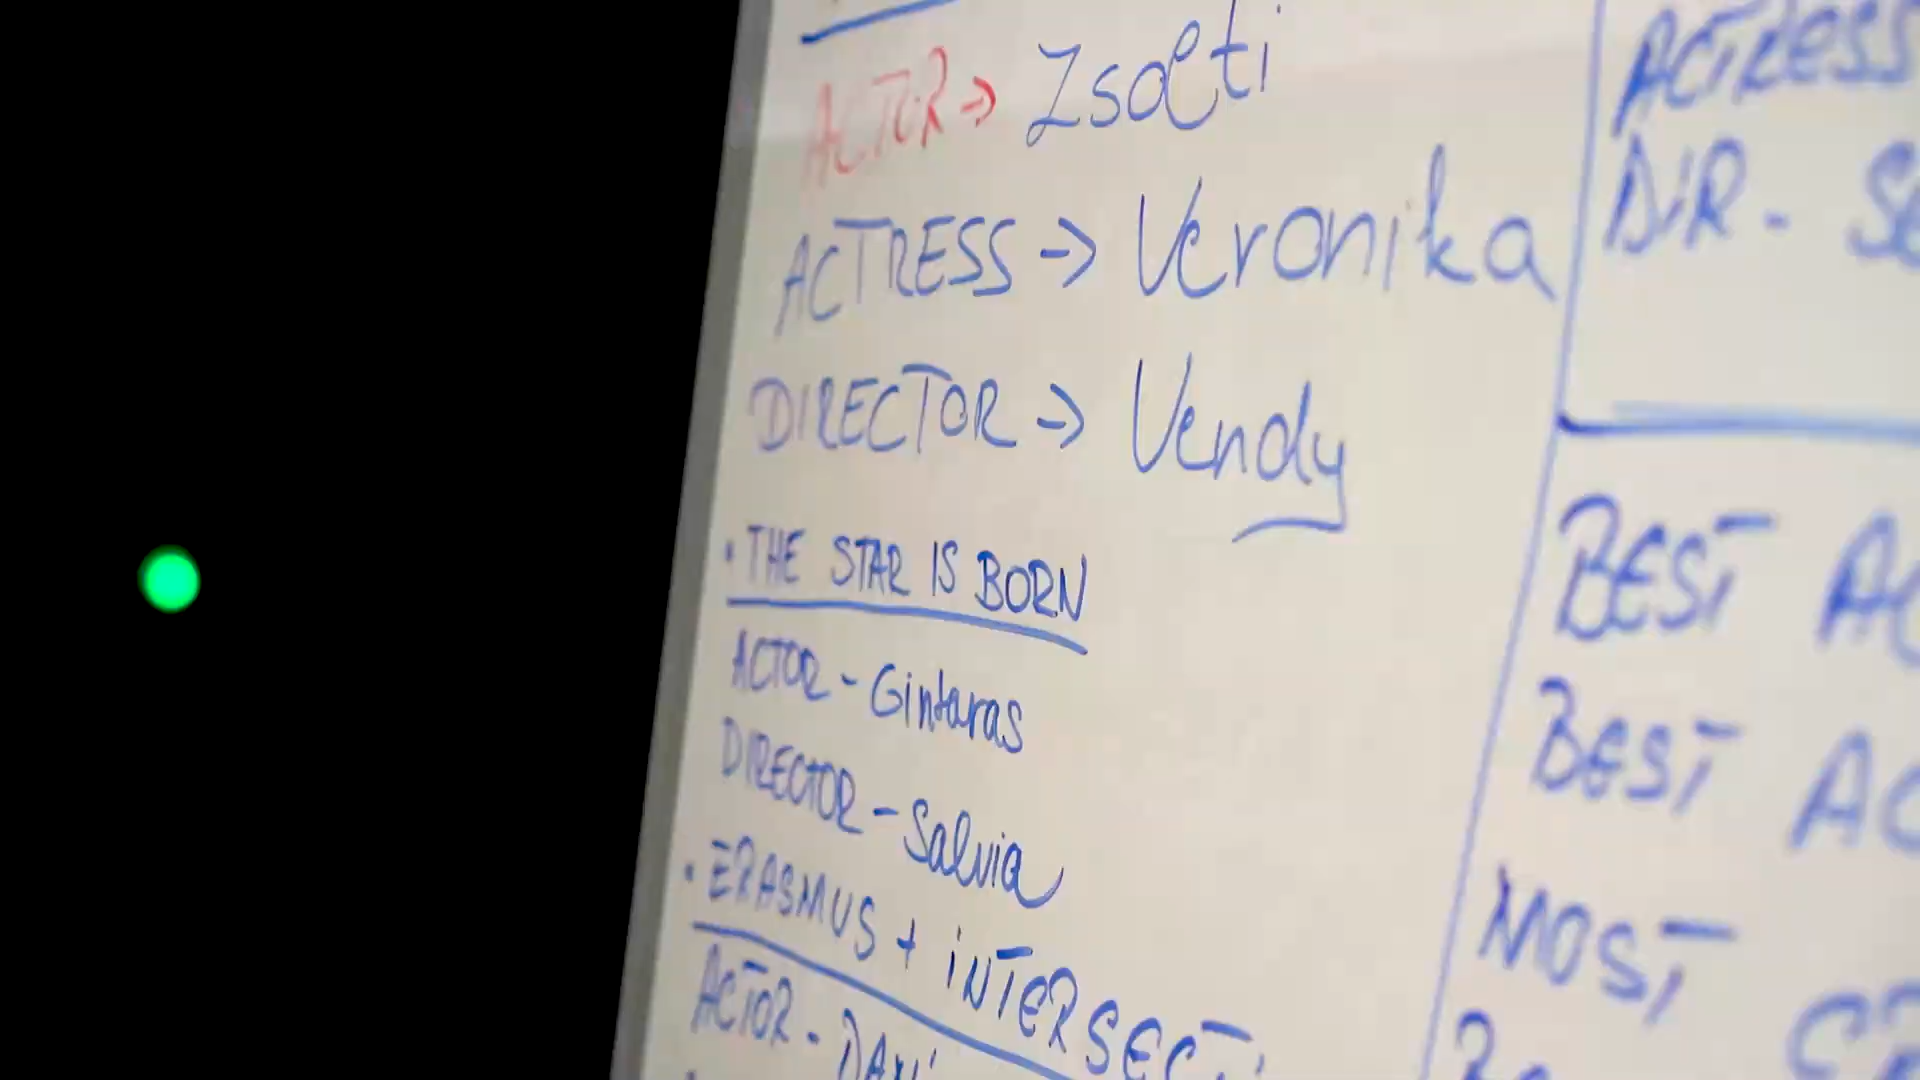 ACTOR -> Zsolti
ACTRESS -> Veronika
DIRECTOR -> Vendy
• THE STAR IS BORN
ACTOR - Gintaras
DIRECTOR - Salvia
• ERASMUS + iNTERSECT
ACTOR -
ACTRESS
DIR.
BEST
BEST
MOST